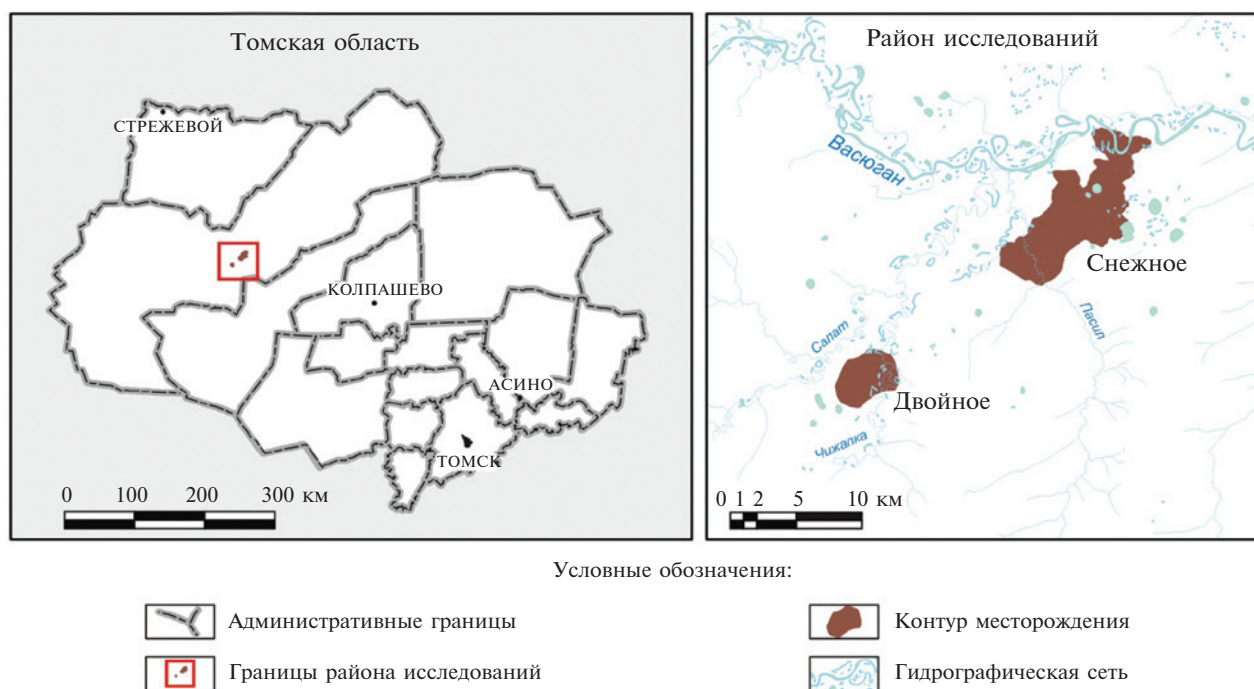 Томская область
СТРЕЖЕВОЙ
КОЛПАШЕВО
АСИНО
ТОМСК
0 100 200 300 км
Район исследований
Васюган
Снежное
Салат
Пасил
Двойное
Чижапка
0 1 2 5 10 км
Условные обозначения:
Административные границы
Контур месторождения
Границы района исследований
Гидрографическая сеть